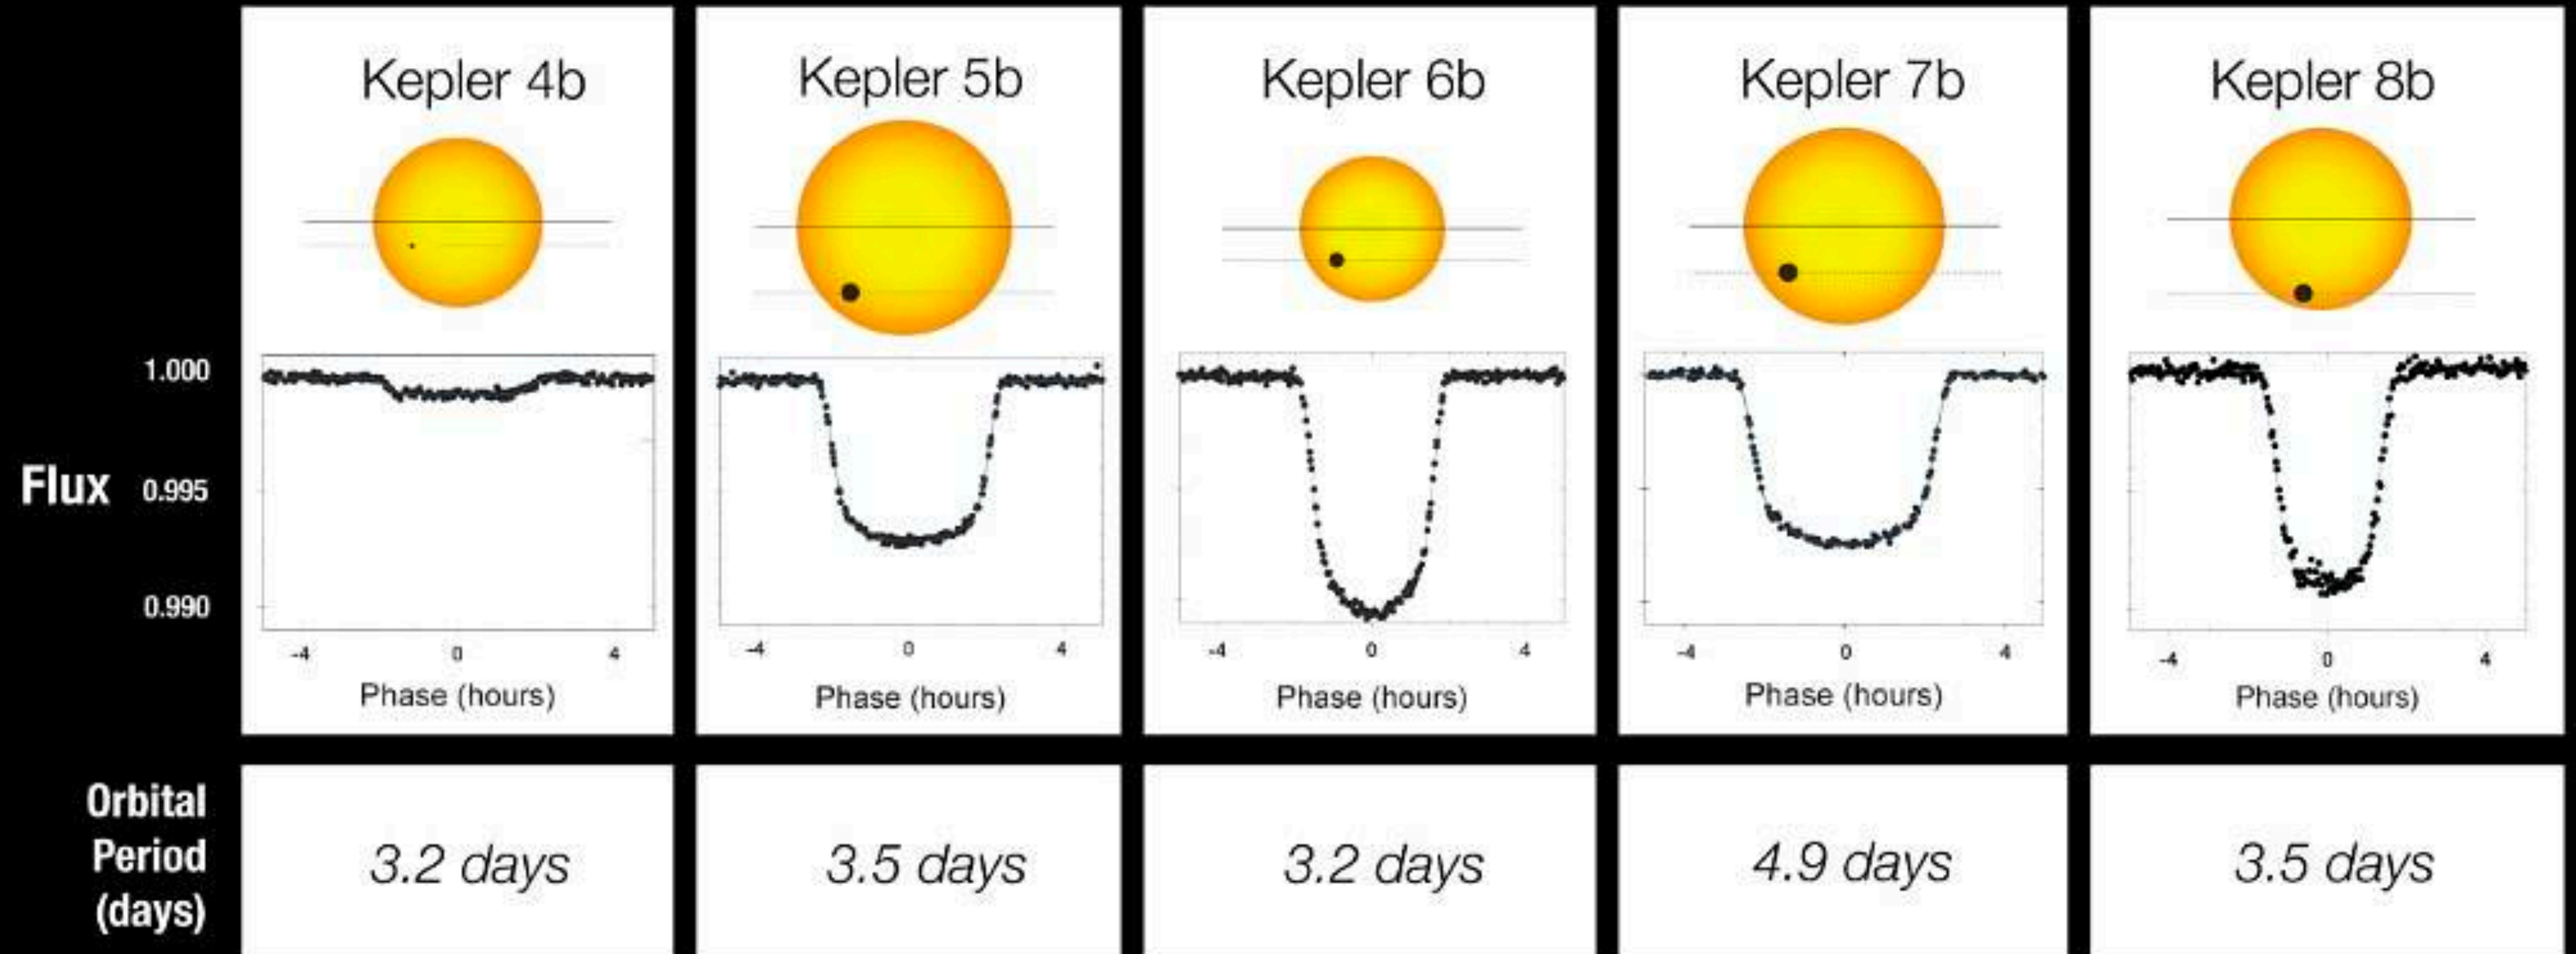 Kepler 4b
Kepler 5b
Kepler 6b
Kepler 7b
Kepler 8b
Flux
1.000
0.995
0.990
-4 0 4
-4 0 4
-4 0 4
-4 0 4
-4 0 4
Phase (hours)
Phase (hours)
Phase (hours)
Phase (hours)
Phase (hours)
Orbital
Period
(days)
3.2 days
3.5 days
3.2 days
4.9 days
3.5 days